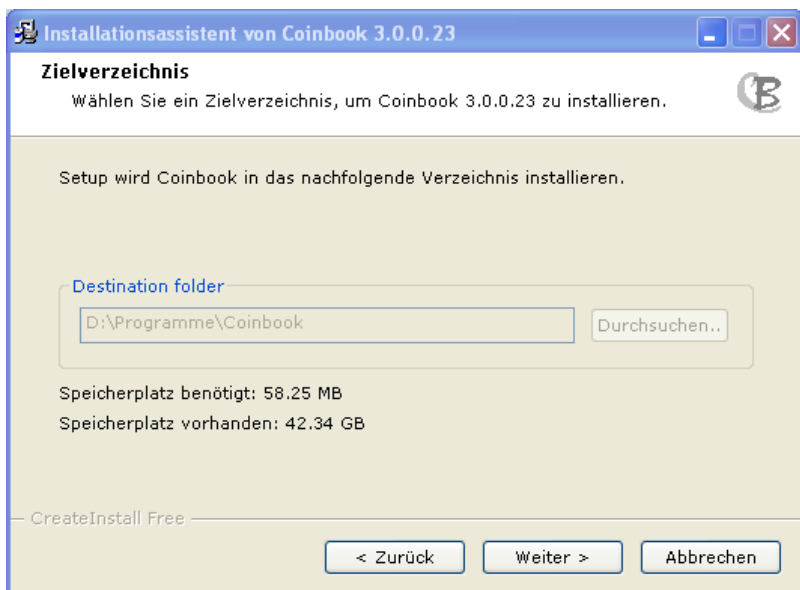 Installationsassistent von Coinbook 3.0.0.23
Zielverzeichnis
Wählen Sie ein Zielverzeichnis, um Coinbook 3.0.0.23 zu installieren.
CB
Setup wird Coinbook in das nachfolgende Verzeichnis installieren.
Destination folder
D:\Programme\Coinbook
Durchsuchen..
Speicherplatz benötigt: 58.25 MB
Speicherplatz vorhanden: 42.34 GB
CreateInstall Free
< Zurück
Weiter >
Abbrechen